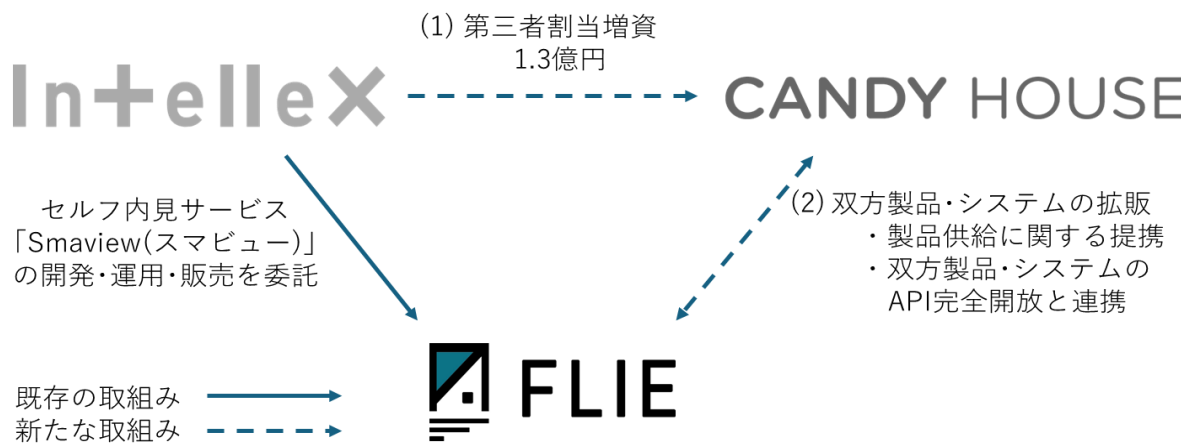 (1) 第三者割当増資
1.3億円
IntelleX
CANDY HOUSE
セルフ内見サービス
「Smaview(スマビュー)」
の開発･運用･販売を委託
(2) 双方製品･システムの拡販
・製品供給に関する提携
・双方製品･システムの
API完全開放と連携
FLIE
既存の取組み
新たな取組み